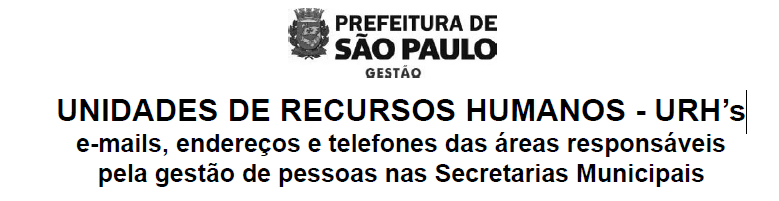 PREFEITURA DE
SÃO PAULO
GESTÃO
UNIDADES DE RECURSOS HUMANOS - URH’s
e-mails, endereços e telefones das áreas responsáveis
pela gestão de pessoas nas Secretarias Municipais